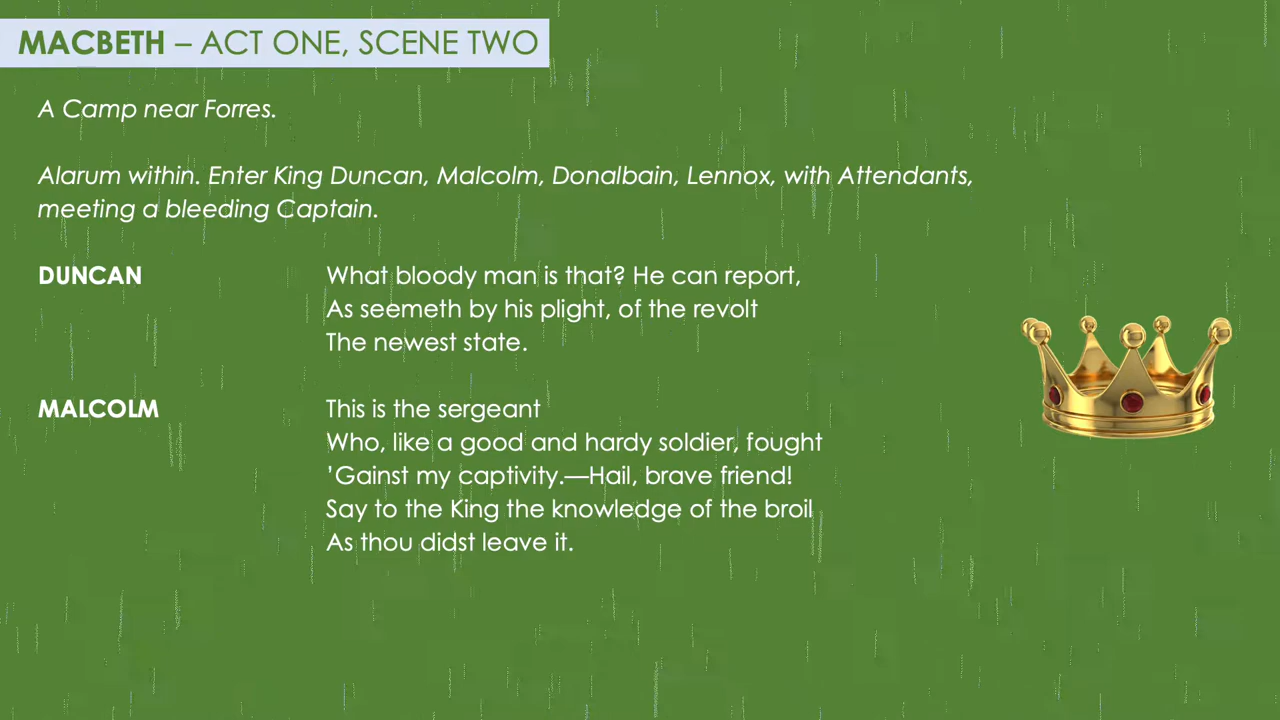 MACBETH – ACT ONE, SCENE TWO
A Camp near Forres.
Alarum within. Enter King Duncan, Malcolm, Donalbain, Lennox, with Attendants,
meeting a bleeding Captain.
DUNCAN What bloody man is that? He can report,
As seemeth by his plight, of the revolt
The newest state.
MALCOLM This is the sergeant
Who, like a good and hardy soldier, fought
’Gainst my captivity.—Hail, brave friend!
Say to the King the knowledge of the broil
As thou didst leave it.